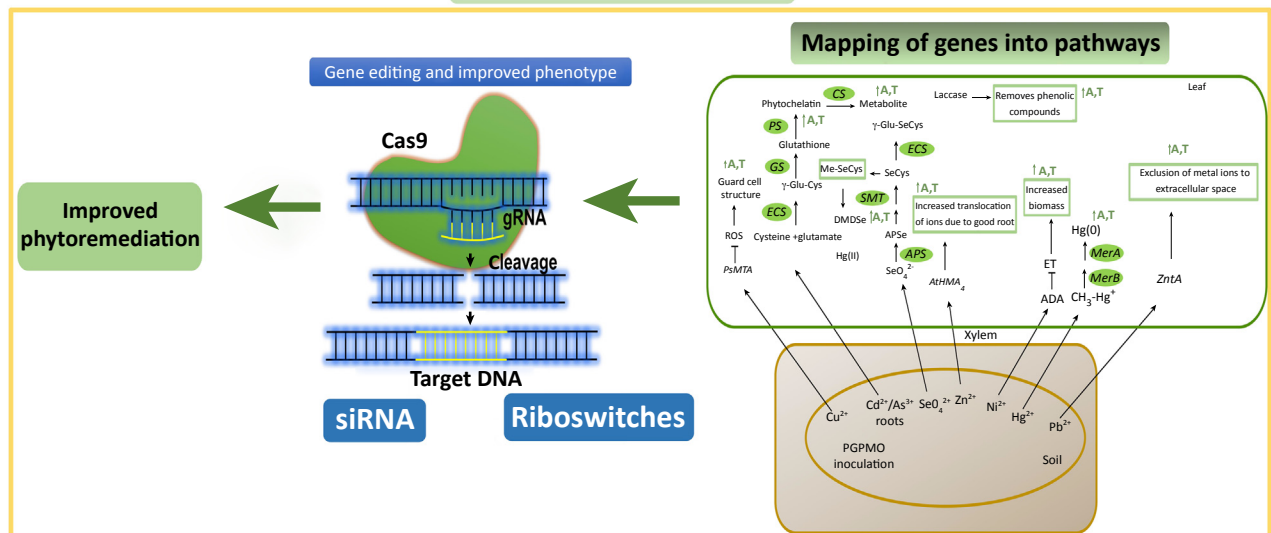 Mapping of genes into pathways
Gene editing and improved phenotype
Cas9
gRNA
Cleavage
Target DNA
siRNA
Riboswitches
Improved
phytoremediation
Leaf
CS
↑A,T
Phytochelatin
Metabolite
PS
↑A,T
γ-Glu-SeCys
Glutathione
ECS
GS
Me-SeCys
SeCys
γ-Glu-Cys
SMT
ECS
DMDSe
↑A,T
Cysteine +glutamate
APSe
Hg(II)
APS
SeO₄²⁻
↑A,T
Guard cell
structure
ROS
PsMTA
Laccase
Removes phenolic
compounds
↑A,T
↑A,T
Increased translocation
of ions due to good root
AtHMA₄
↑A,T
Increased
biomass
ET
ADA
↑A,T
Hg(0)
MerA
MerB
CH₃-Hg⁺
↑A,T
Exclusion of metal ions to
extracellular space
ZntA
Xylem
Cu²⁺
Cd²⁺/As³⁺
roots
Se0₄²⁺
Zn²⁺
Ni²⁺
Hg²⁺
Pb²⁺
PGPMO
inoculation
Soil